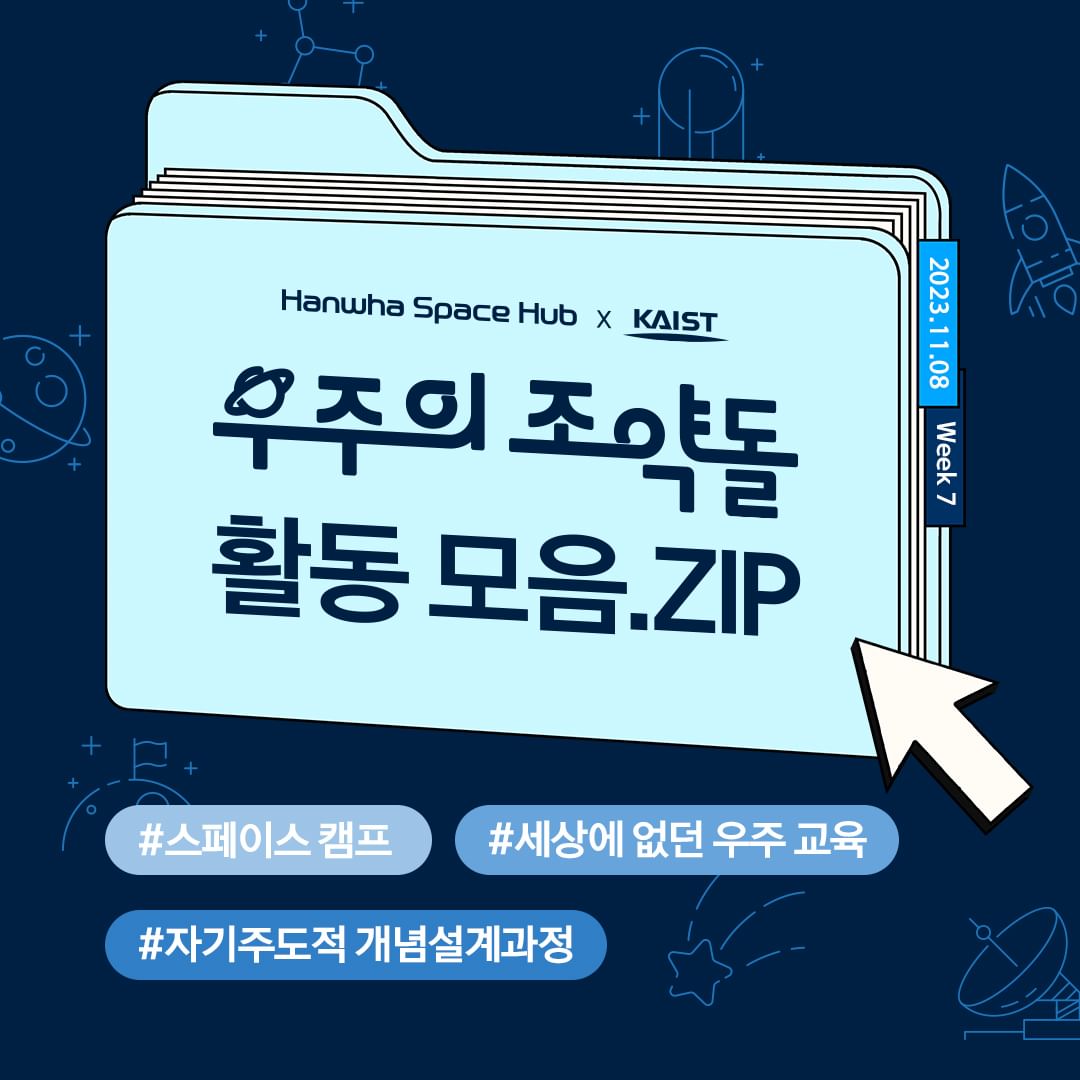 Hanwha Space Hub x KAIST
우주의 조약돌
활동 모음.ZIP
2023.11.08
Week 7
#스페이스 캠프
#세상에 없던 우주 교육
#자기주도적 개념설계과정